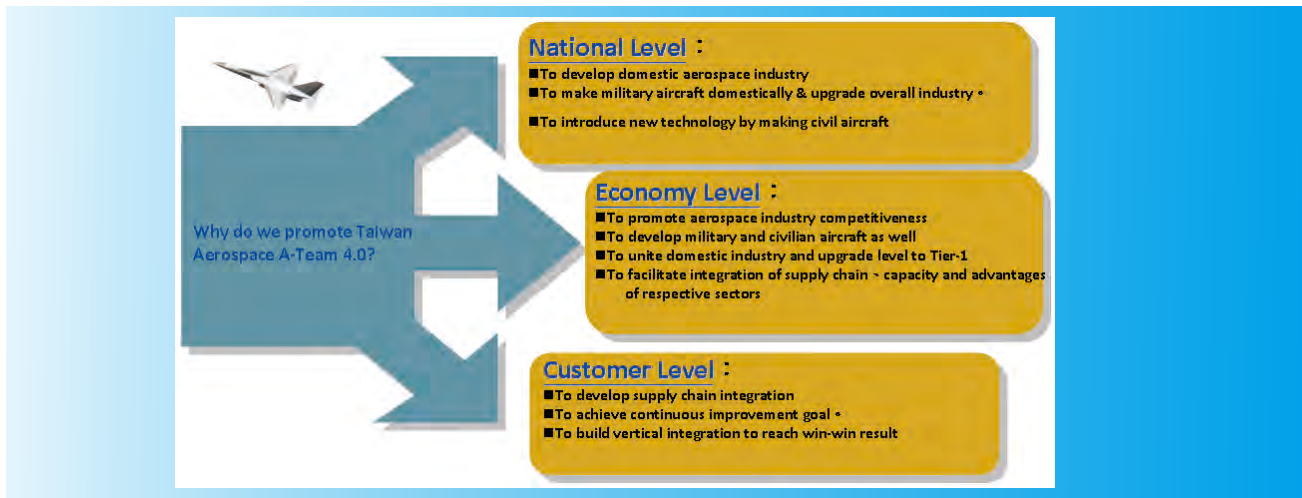 National Level：
■To develop domestic aerospace industry
■To make military aircraft domestically & upgrade overall industry。
■To introduce new technology by making civil aircraft
Why do we promote Taiwan
Aerospace A-Team 4.0?
Economy Level：
■To promote aerospace industry competitiveness
■To develop military and civilian aircraft as well
■To unite domestic industry and upgrade level to Tier-1
■To facilitate integration of supply chain、capacity and advantages
of respective sectors
Customer Level：
■To develop supply chain integration
■To achieve continuous improvement goal。
■To build vertical integration to reach win-win result